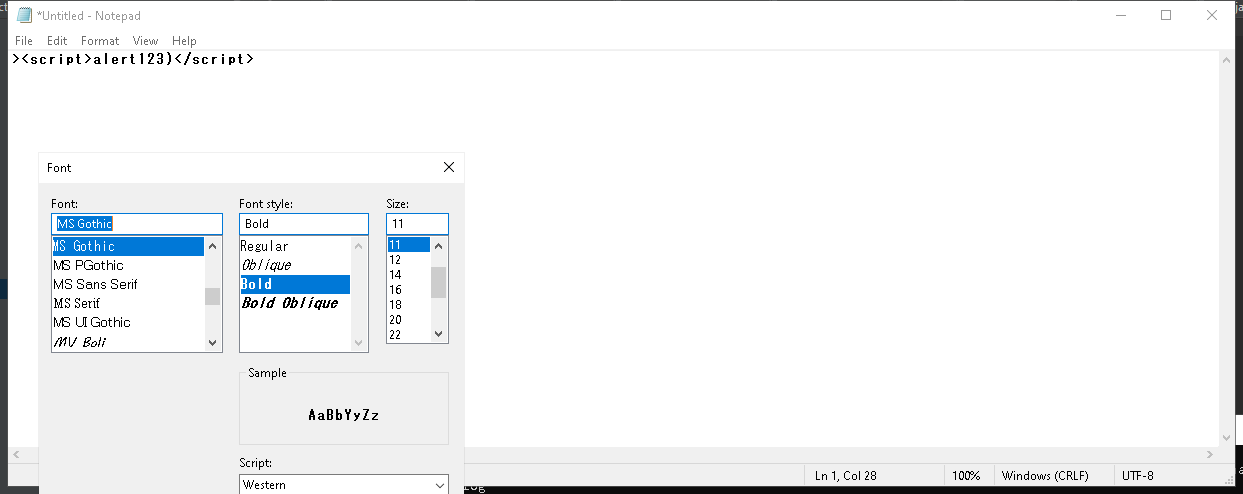 *Untitled - Notepad
File Edit Format View Help
><script>alert123)</script>
Font
Font: Font style: Size:
MS Gothic Bold 11
MS Gothic Regular 11
MS PGothic Oblique 12
MS Sans Serif Bold 14
MS Serif Bold Oblique 16
MS UI Gothic 18
MV Boli 20
22
Sample
AaBbYyZz
Script:
Western
Ln 1, Col 28 100% Windows (CRLF) UTF-8